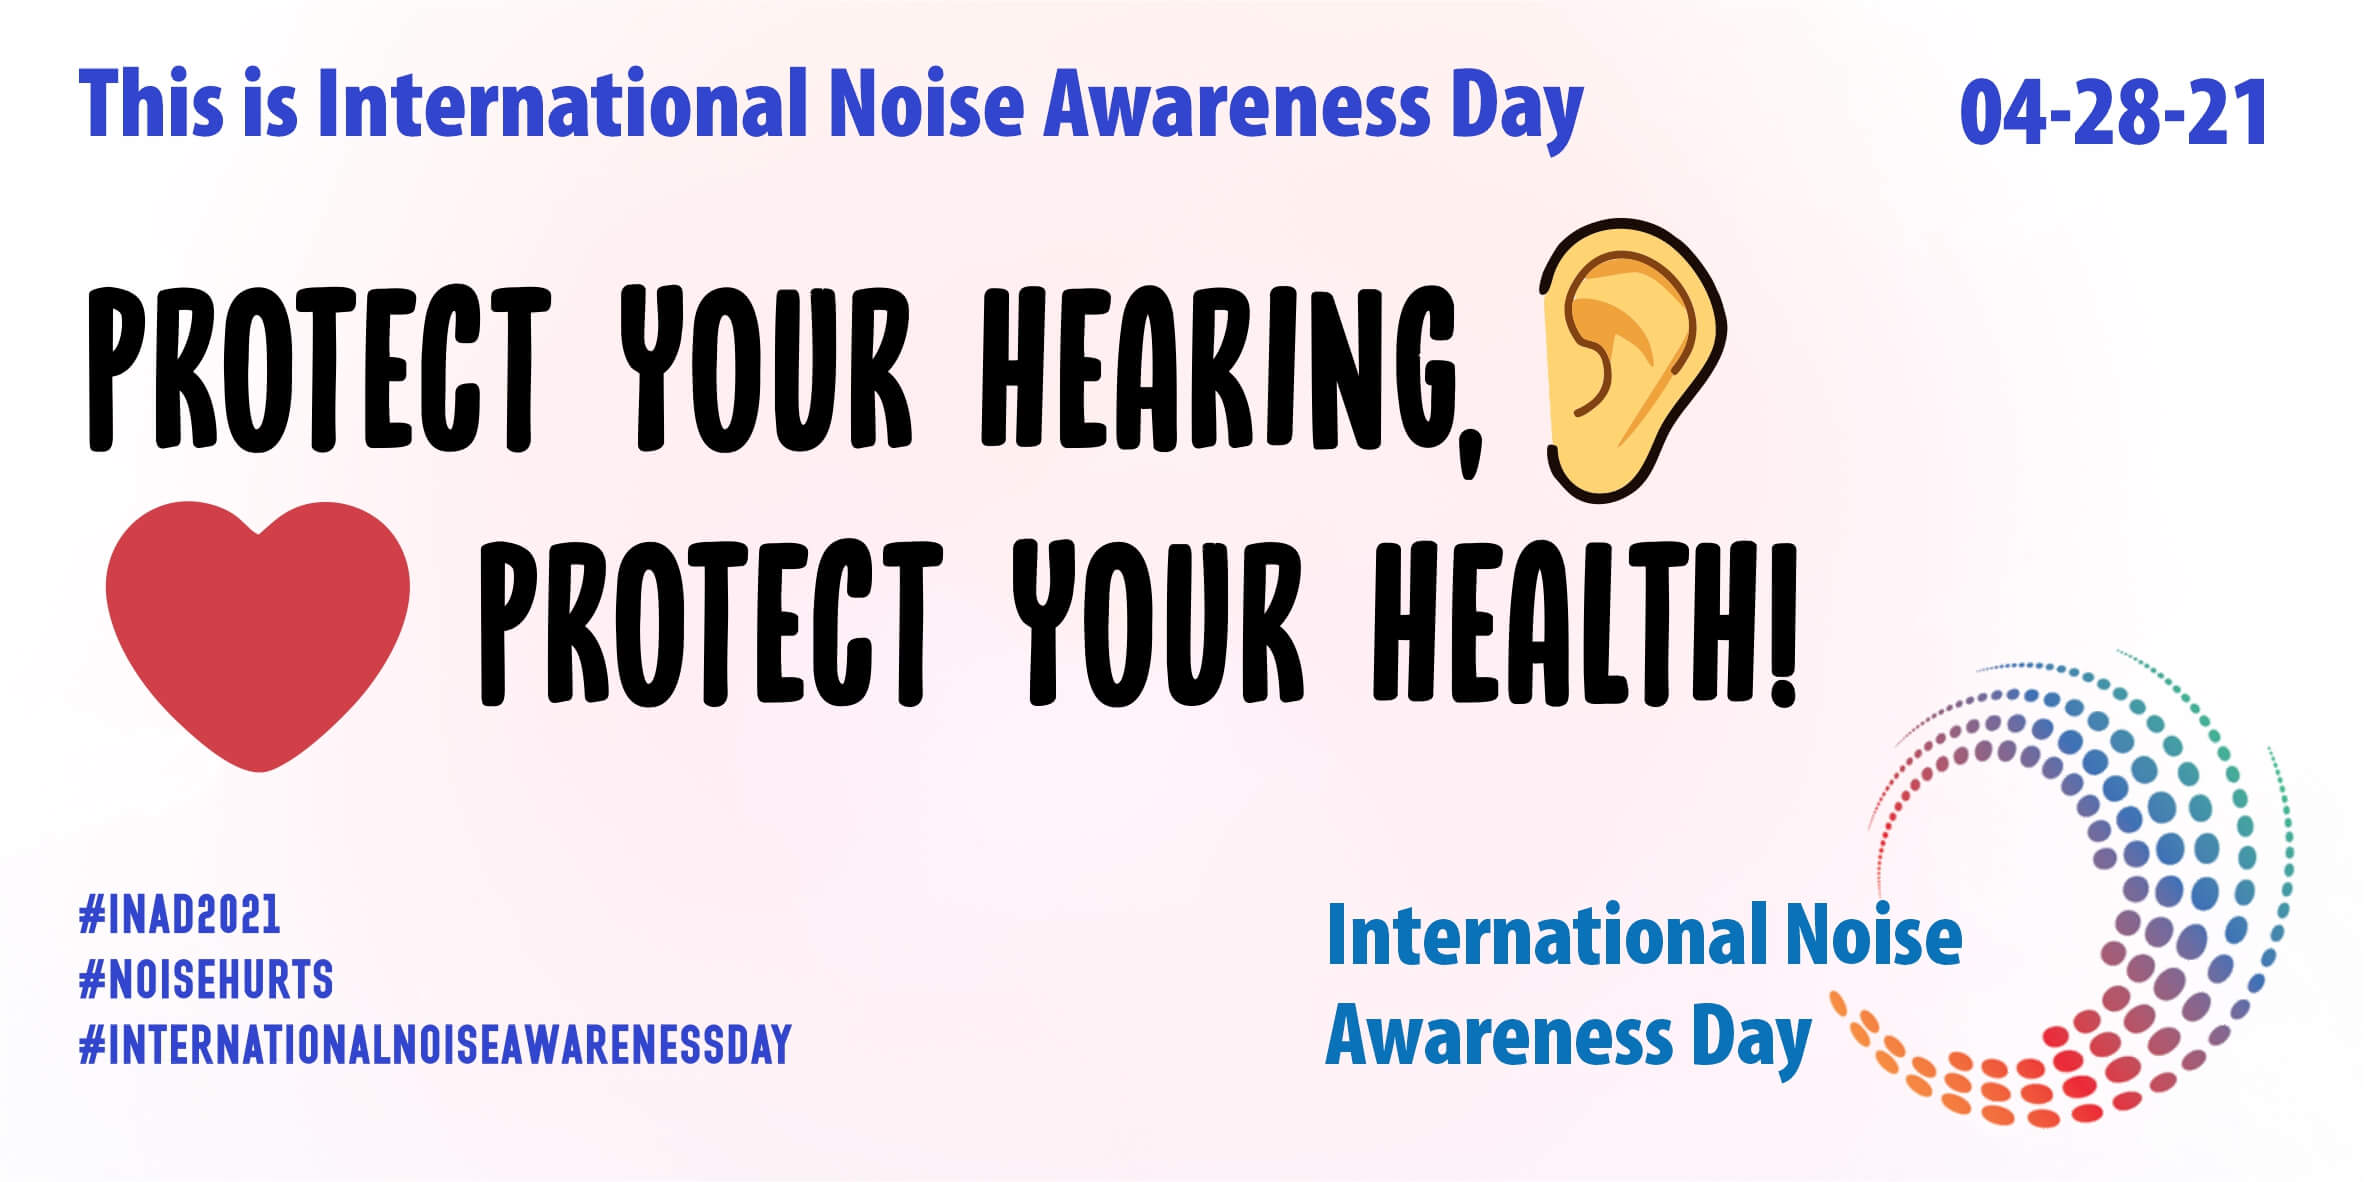 This is International Noise Awareness Day
04-28-21
PROTECT YOUR HEARING,
PROTECT YOUR HEALTH!
#INAD2021
#NOISEHURTS
#INTERNATIONALNOISEAWARENESSDAY
International Noise
Awareness Day